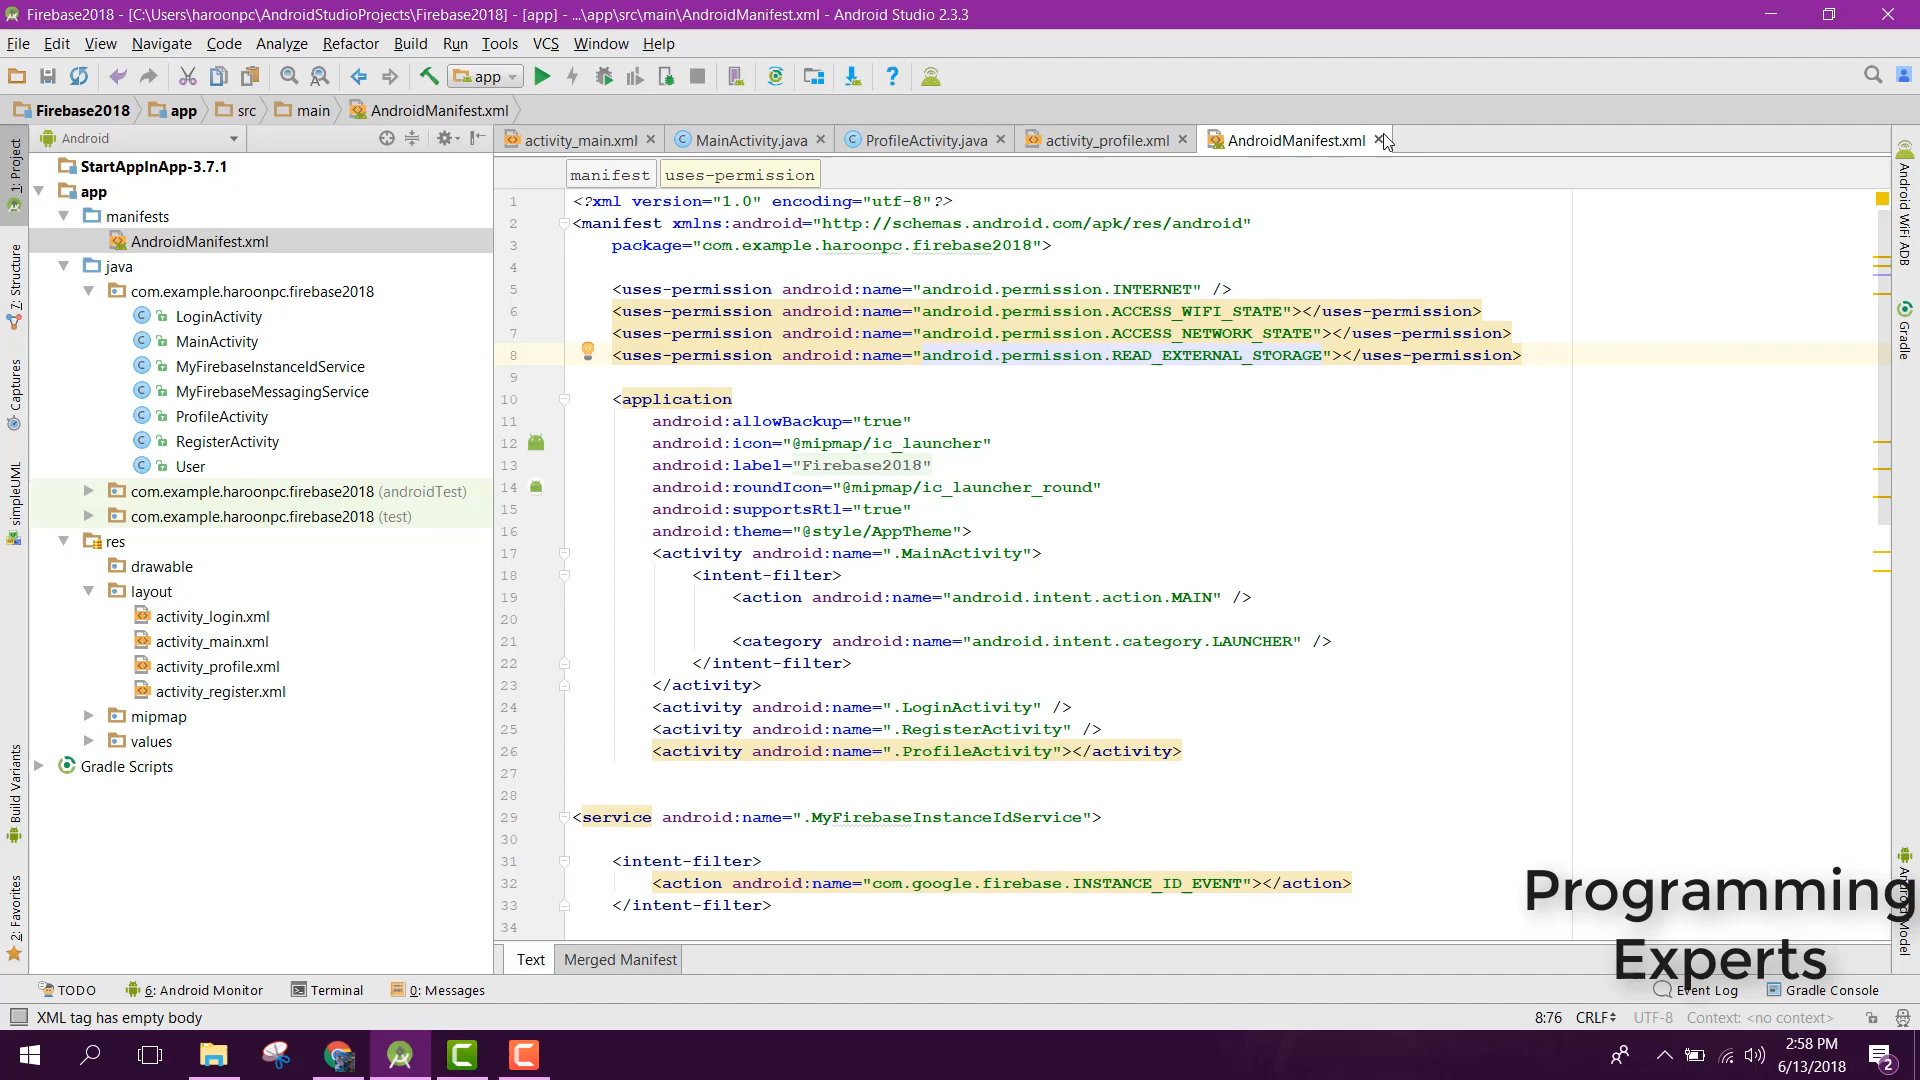 Firebase2018 - [C:\Users\haroonpc\AndroidStudioProjects\Firebase2018] - [app] - ...\app\src\main\AndroidManifest.xml - Android Studio 2.3.3
File Edit View Navigate Code Analyze Refactor Build Run Tools VCS Window Help
app
Firebase2018 app src main AndroidManifest.xml
Android
activity_main.xml MainActivity.java ProfileActivity.java activity_profile.xml AndroidManifest.xml
manifest uses-permission
1: Project
7: Structure
Captures
simpleUML
Build Variants
2: Favorites
StartAppInApp-3.7.1
app
manifests
AndroidManifest.xml
java
com.example.haroonpc.firebase2018
LoginActivity
MainActivity
MyFirebaseInstanceIdService
MyFirebaseMessagingService
ProfileActivity
RegisterActivity
User
com.example.haroonpc.firebase2018 (androidTest)
com.example.haroonpc.firebase2018 (test)
res
drawable
layout
activity_login.xml
activity_main.xml
activity_profile.xml
activity_register.xml
mipmap
values
Gradle Scripts
1 <?xml version="1.0" encoding="utf-8"?>
2 <manifest xmlns:android="http://schemas.android.com/apk/res/android"
3 package="com.example.haroonpc.firebase2018">
4
5 <uses-permission android:name="android.permission.INTERNET" />
6 <uses-permission android:name="android.permission.ACCESS_WIFI_STATE"></uses-permission>
7 <uses-permission android:name="android.permission.ACCESS_NETWORK_STATE"></uses-permission>
8 <uses-permission android:name="android.permission.READ_EXTERNAL_STORAGE"></uses-permission>
9
10 <application
11 android:allowBackup="true"
12 android:icon="@mipmap/ic_launcher"
13 android:label="Firebase2018"
14 android:roundIcon="@mipmap/ic_launcher_round"
15 android:supportsRtl="true"
16 android:theme="@style/AppTheme">
17 <activity android:name=".MainActivity">
18 <intent-filter>
19 <action android:name="android.intent.action.MAIN" />
20
21 <category android:name="android.intent.category.LAUNCHER" />
22 </intent-filter>
23 </activity>
24 <activity android:name=".LoginActivity" />
25 <activity android:name=".RegisterActivity" />
26 <activity android:name=".ProfileActivity"></activity>
27
28
29 <service android:name=".MyFirebaseInstanceIdService">
30
31 <intent-filter>
32 <action android:name="com.google.firebase.INSTANCE_ID_EVENT"></action>
33 </intent-filter>
34
Android WiFi ADB
Gradle
Android Model
Programming
Experts
Text Merged Manifest
TODO 6: Android Monitor Terminal 0: Messages Event Log Gradle Console
XML tag has empty body 8:76 CRLF UTF-8 Context: <no context>
2:58 PM
6/13/2018
2